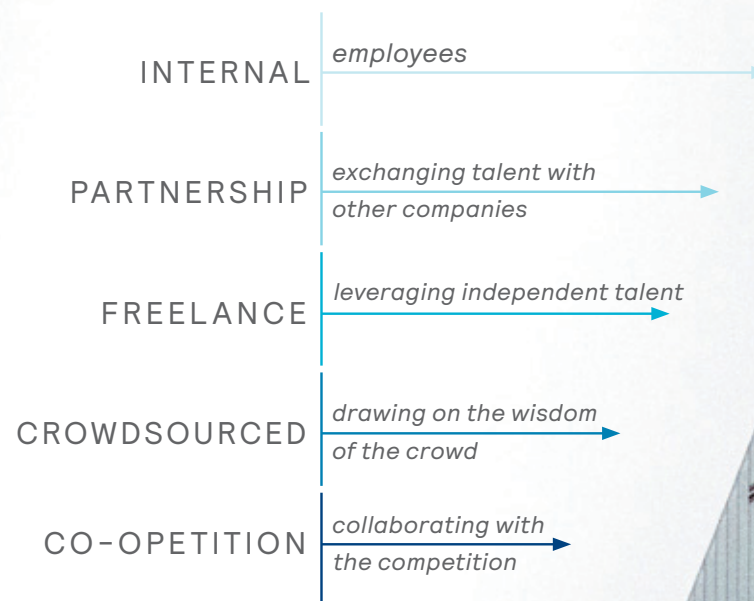 INTERNAL
employees
PARTNERSHIP
exchanging talent with
other companies
FREELANCE
leveraging independent talent
CROWDSOURCED
drawing on the wisdom
of the crowd
CO-OPETITION
collaborating with
the competition